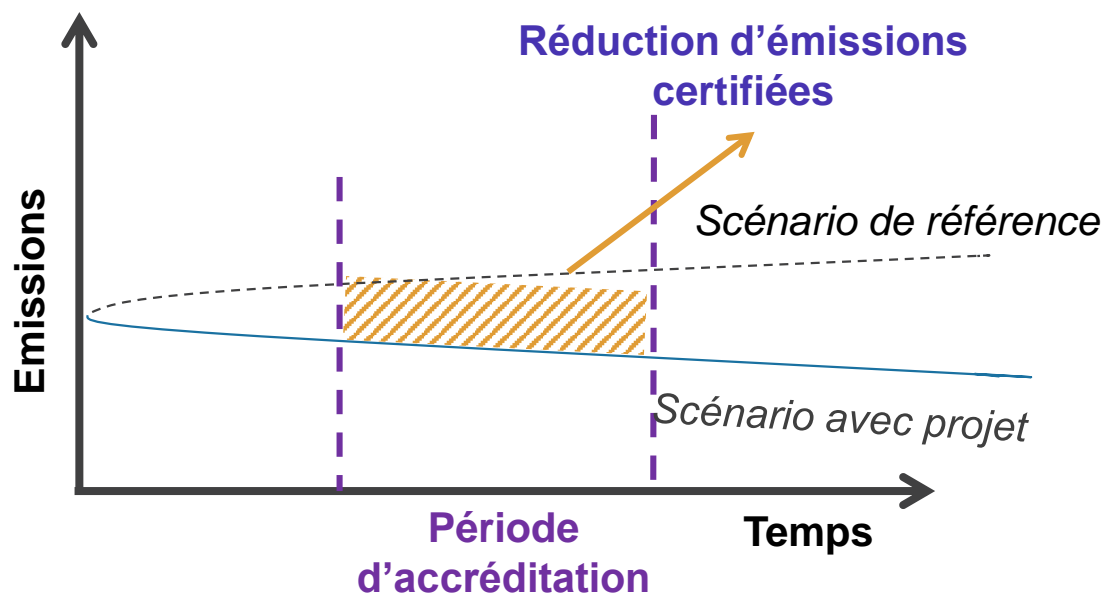 Réduction d’émissions
certifiées
Scénario de référence
Emissions
Scénario avec projet
Période
d’accréditation
Temps